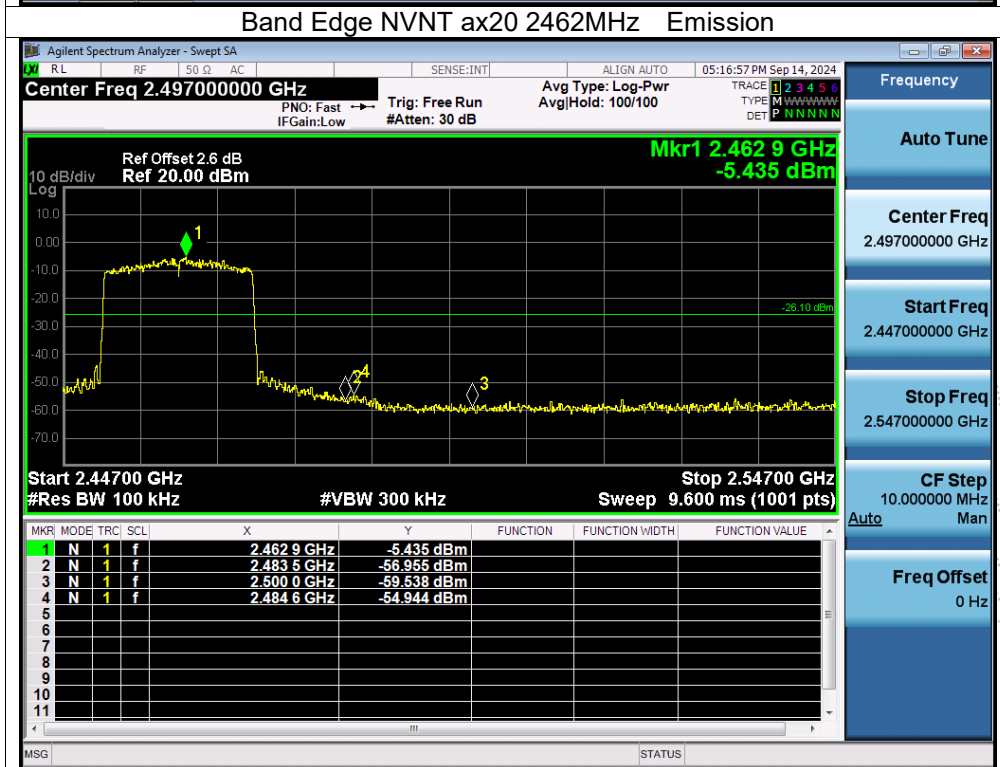 Band Edge NVNT ax20 2462MHz Emission
Agilent Spectrum Analyzer - Swept SA
LXI RL RF 50 Ω AC SENSE:INT ALIGN AUTO 05:16:57 PM Sep 14, 2024
Center Freq 2.497000000 GHz
PNO: Fast
IFGain:Low
Trig: Free Run
#Atten: 30 dB
Avg Type: Log-Pwr
Avg|Hold: 100/100
TRACE 1 2 3 4 5 6
TYPE M W W W W W
DET P N N N N N
Mkr1 2.462 9 GHz
-5.435 dBm
Ref Offset 2.6 dB
10 dB/div Ref 20.00 dBm
Log
10.0
0.00
-10.0
-20.0
-30.0
-40.0
-50.0
-60.0
-70.0
1
-26.10 dBm
2
4
3
Start 2.44700 GHz Stop 2.54700 GHz
#Res BW 100 kHz #VBW 300 kHz Sweep 9.600 ms (1001 pts)
MKR MODE TRC SCL X Y FUNCTION FUNCTION WIDTH FUNCTION VALUE
1 N 1 f 2.462 9 GHz -5.435 dBm
2 N 1 f 2.483 5 GHz -56.955 dBm
3 N 1 f 2.500 0 GHz -59.538 dBm
4 N 1 f 2.484 6 GHz -54.944 dBm
5
6
7
8
9
10
11
MSG STATUS
Frequency
Auto Tune
Center Freq
2.497000000 GHz
Start Freq
2.447000000 GHz
Stop Freq
2.547000000 GHz
CF Step
10.000000 MHz
Auto Man
Freq Offset
0 Hz